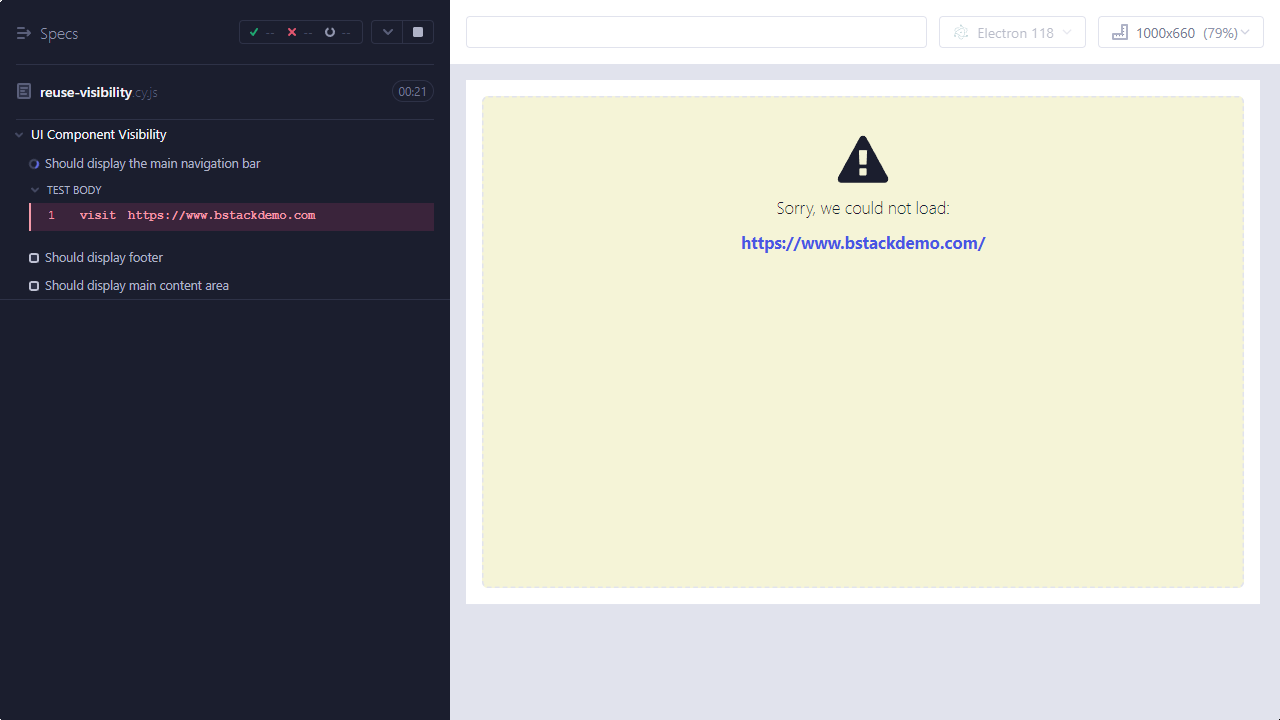 Specs
-- -- --
reuse-visibility.cy.js 00:21
UI Component Visibility
Should display the main navigation bar
TEST BODY
1 visit https://www.bstackdemo.com
Should display footer
Should display main content area
Electron 118
1000x660 (79%)
Sorry, we could not load:
https://www.bstackdemo.com/